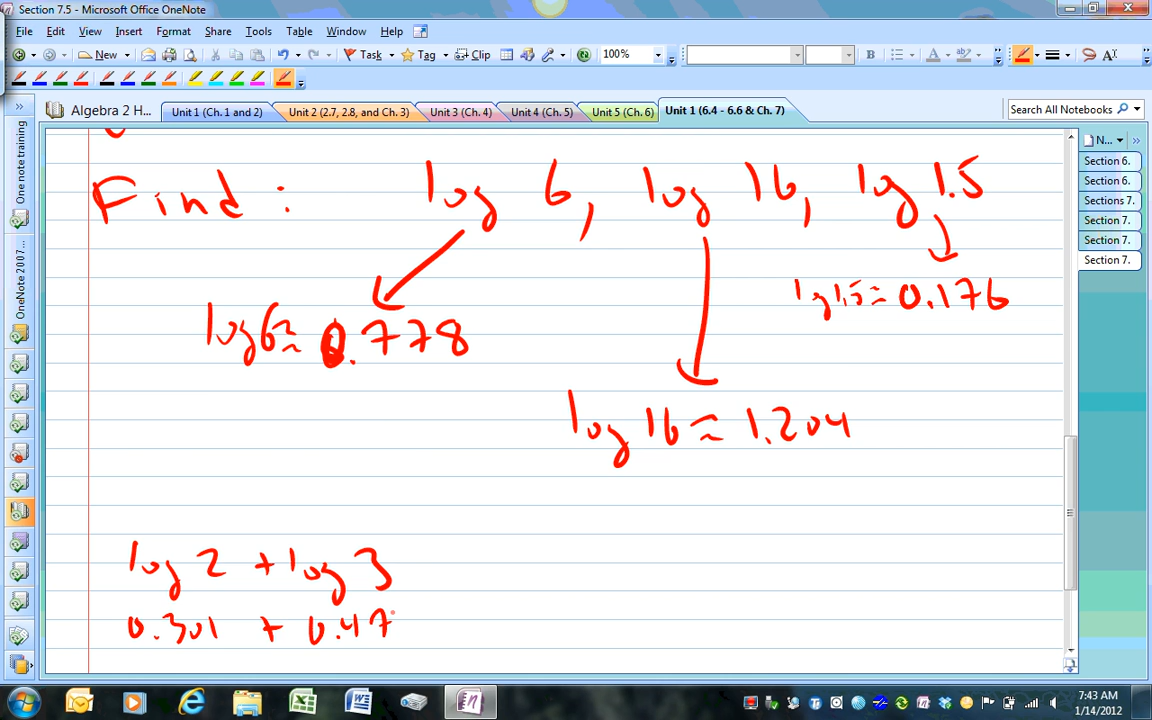 Section 7.5 - Microsoft Office OneNote
File Edit View Insert Format Share Tools Table Window Help
New Task Tag Clip 100% B A ab A
Algebra 2 H... Unit 1 (Ch. 1 and 2) Unit 2 (2.7, 2.8, and Ch. 3) Unit 3 (Ch. 4) Unit 4 (Ch. 5) Unit 5 (Ch. 6) Unit 1 (6.4 - 6.6 & Ch. 7) Search All Notebooks
One note training
OneNote 2007...
N...
Section 6.
Section 6.
Sections 7.
Section 7.
Section 7.
Section 7.
Find: log 6, log 16, log 1.5
log 1.5 ≈ 0.176
log 6 ≈ 0.778
log 16 ≈ 1.204
log 2 + log 3
0.301 + 0.47
7:43 AM
1/14/2012